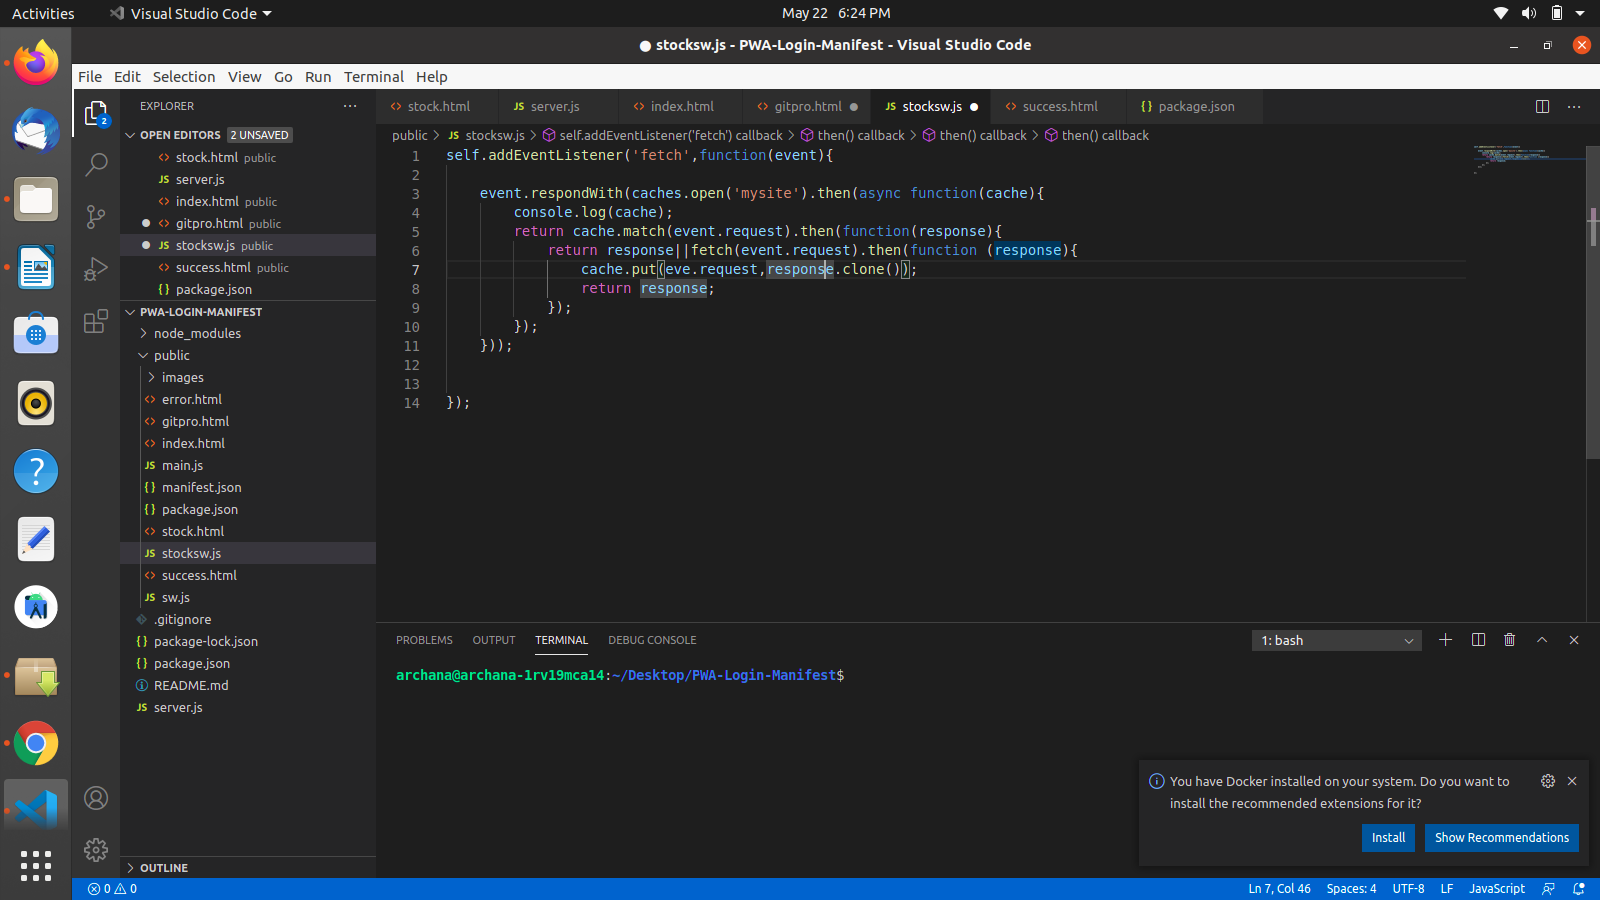 Activities
Visual Studio Code
May 22 6:24 PM
● stocksw.js - PWA-Login-Manifest - Visual Studio Code
File Edit Selection View Go Run Terminal Help
2
EXPLORER
OPEN EDITORS 2 UNSAVED
stock.html public
JS server.js
index.html public
gitpro.html public
JS stocksw.js public
success.html public
{} package.json
PWA-LOGIN-MANIFEST
node_modules
public
images
error.html
gitpro.html
index.html
JS main.js
{} manifest.json
{} package.json
stock.html
JS stocksw.js
success.html
JS sw.js
.gitignore
{} package-lock.json
{} package.json
README.md
JS server.js
OUTLINE
stock.html
JS server.js
index.html
gitpro.html
JS stocksw.js
success.html
{} package.json
public > JS stocksw.js > self.addEventListener('fetch') callback > then() callback > then() callback > then() callback
1 self.addEventListener('fetch',function(event){
2
3 event.respondWith(caches.open('mysite').then(async function(cache){
4 console.log(cache);
5 return cache.match(event.request).then(function(response){
6 return response||fetch(event.request).then(function (response){
7 cache.put(eve.request,response.clone());
8 return response;
9 });
10 });
11 }));
12
13
14 });
PROBLEMS OUTPUT TERMINAL DEBUG CONSOLE
1: bash
archana@archana-1rv19mca14:~/Desktop/PWA-Login-Manifest$
You have Docker installed on your system. Do you want to
install the recommended extensions for it?
Install
Show Recommendations
0 0
Ln 7, Col 46 Spaces: 4 UTF-8 LF JavaScript